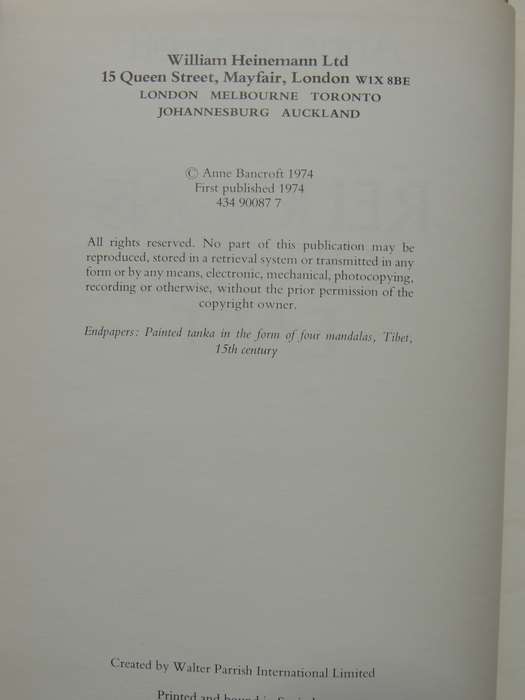 William Heinemann Ltd
15 Queen Street, Mayfair, London W1X 8BE
LONDON MELBOURNE TORONTO
JOHANNESBURG AUCKLAND
© Anne Bancroft 1974
First published 1974
434 90087 7
All rights reserved. No part of this publication may be
reproduced, stored in a retrieval system or transmitted in any
form or by any means, electronic, mechanical, photocopying,
recording or otherwise, without the prior permission of the
copyright owner.
Endpapers: Painted tanka in the form of four mandalas, Tibet,
15th century
Created by Walter Parrish International Limited
Printed and bound in